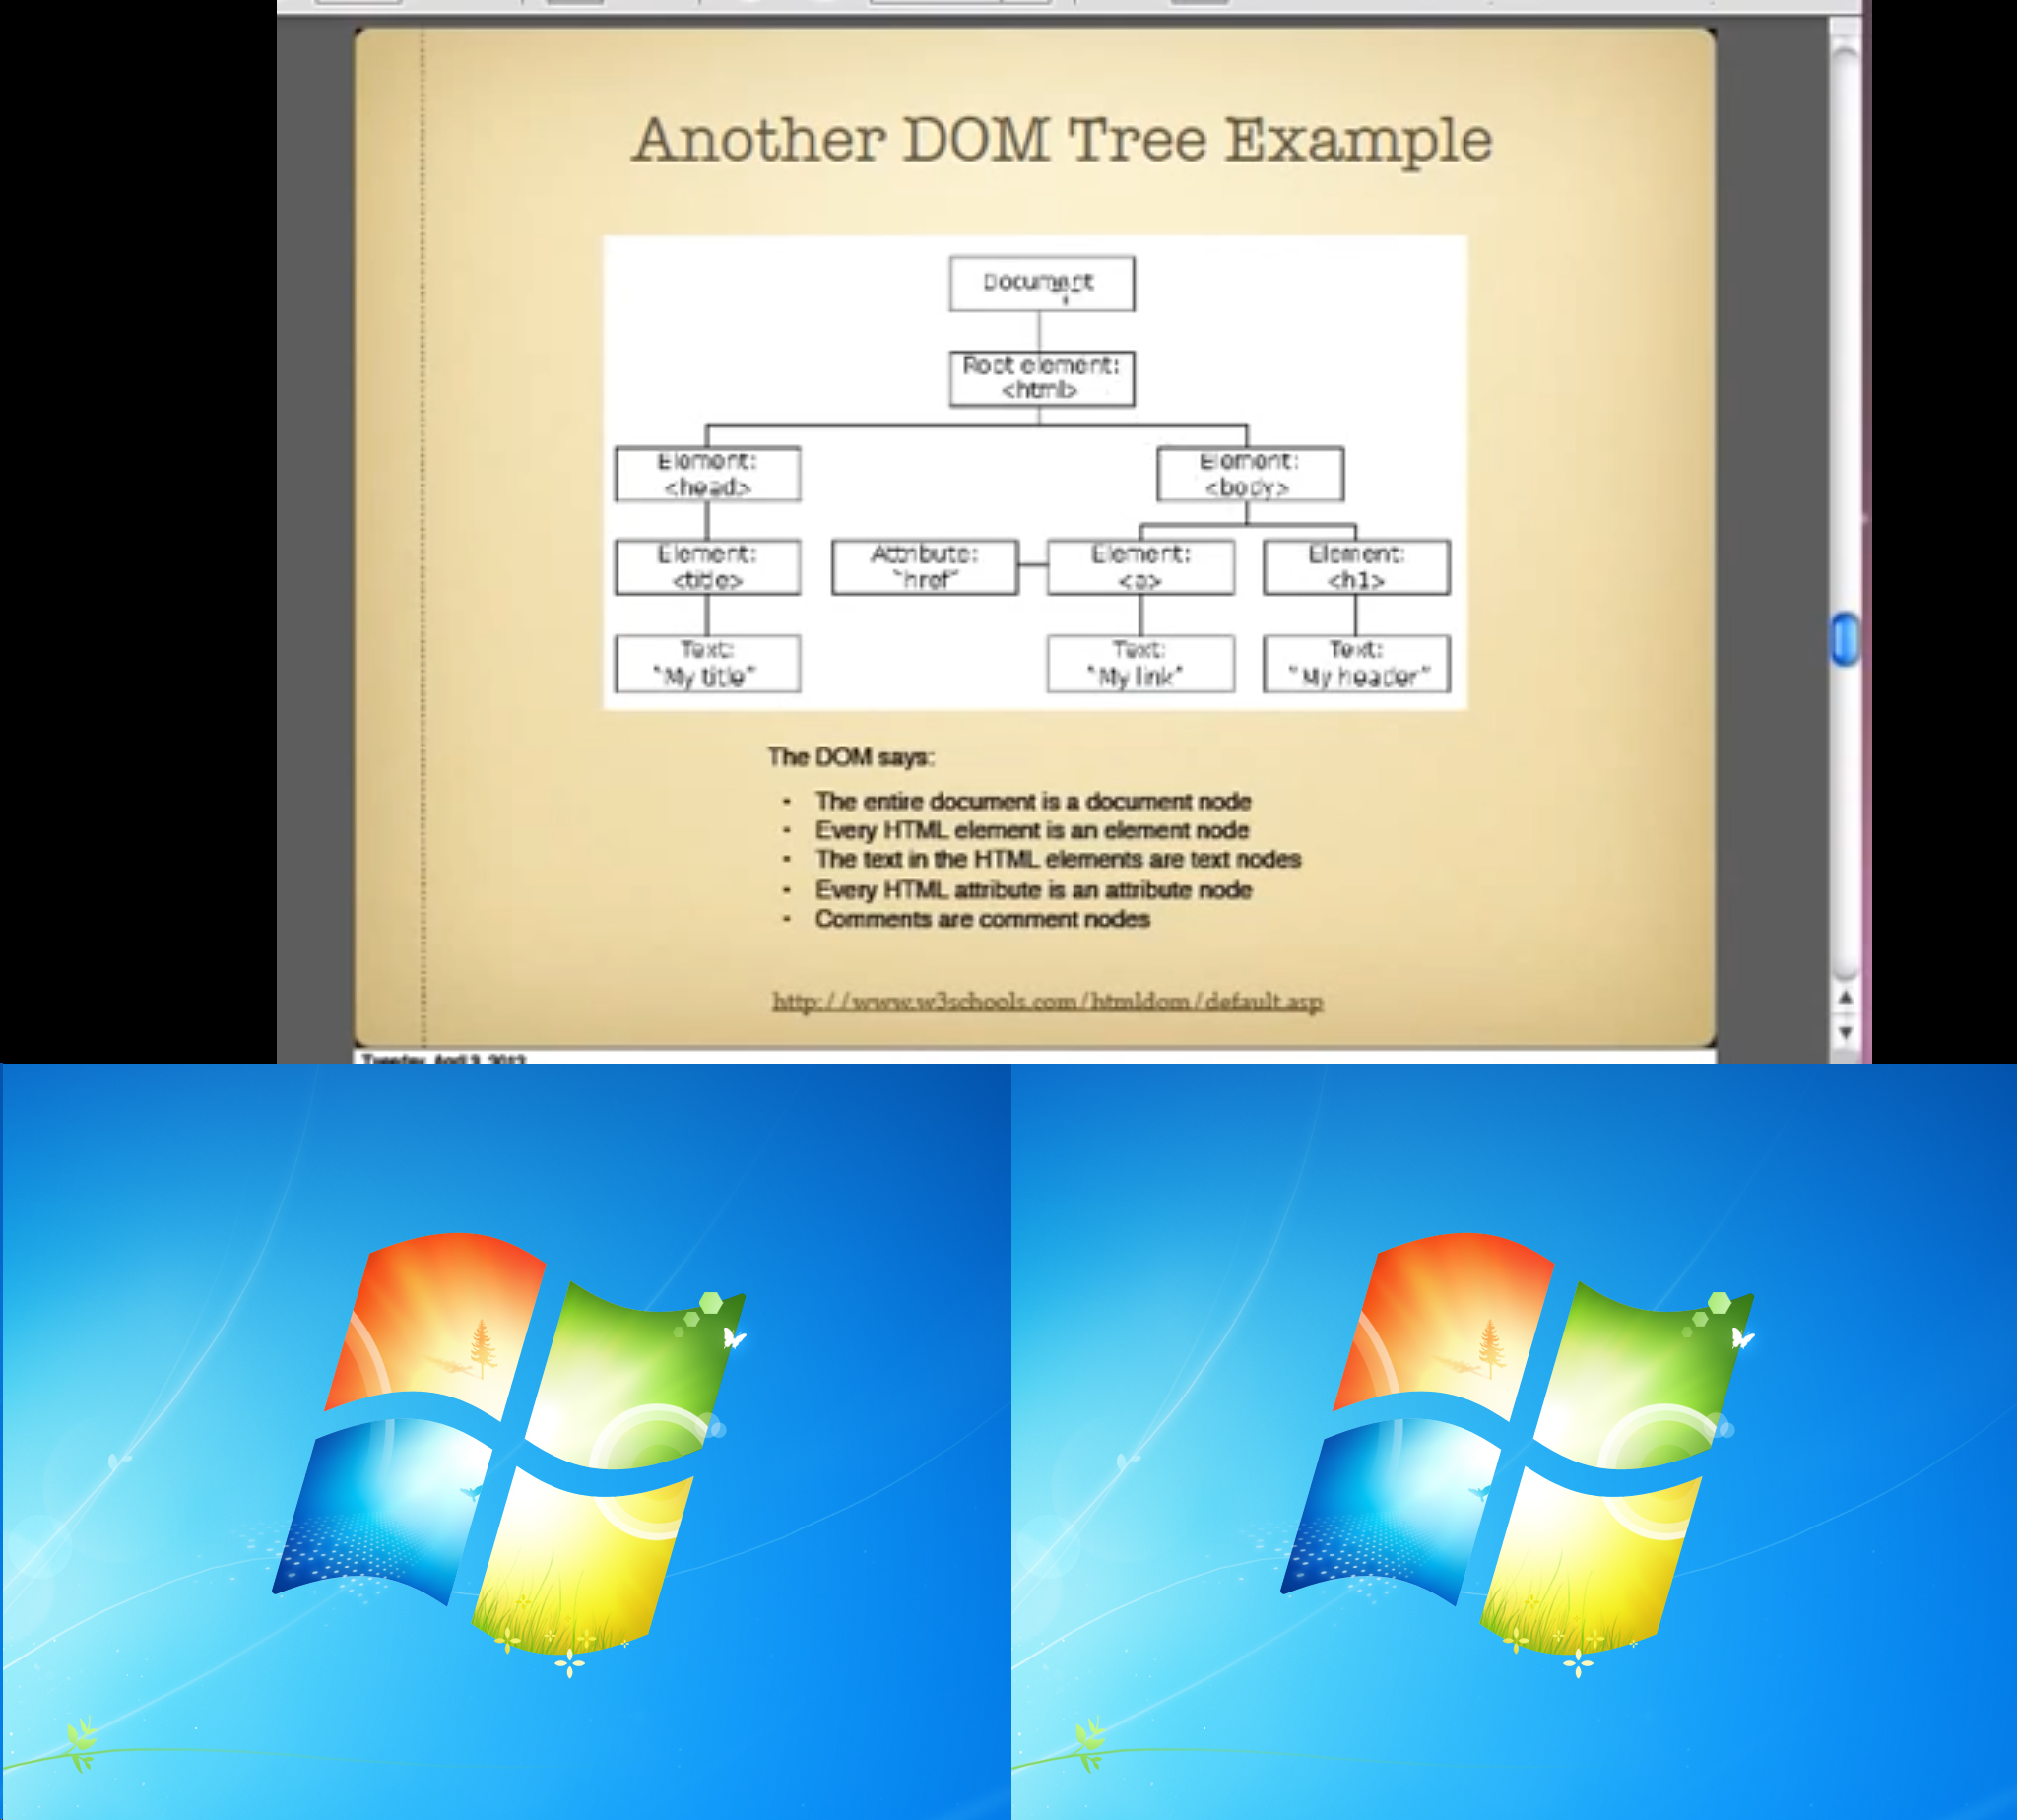 Another DOM Tree Example
Document
Root element:
<html>
Element:
<head>
Element:
<body>
Element:
<title>
Attribute:
"href"
Element:
<a>
Element:
<h1>
Text:
"My title"
Text:
"My link"
Text:
"My header"
The DOM says:
• The entire document is a document node
• Every HTML element is an element node
• The text in the HTML elements are text nodes
• Every HTML attribute is an attribute node
• Comments are comment nodes
http://www.w3schools.com/htmldom/default.asp
Tuesday, April 3, 2012